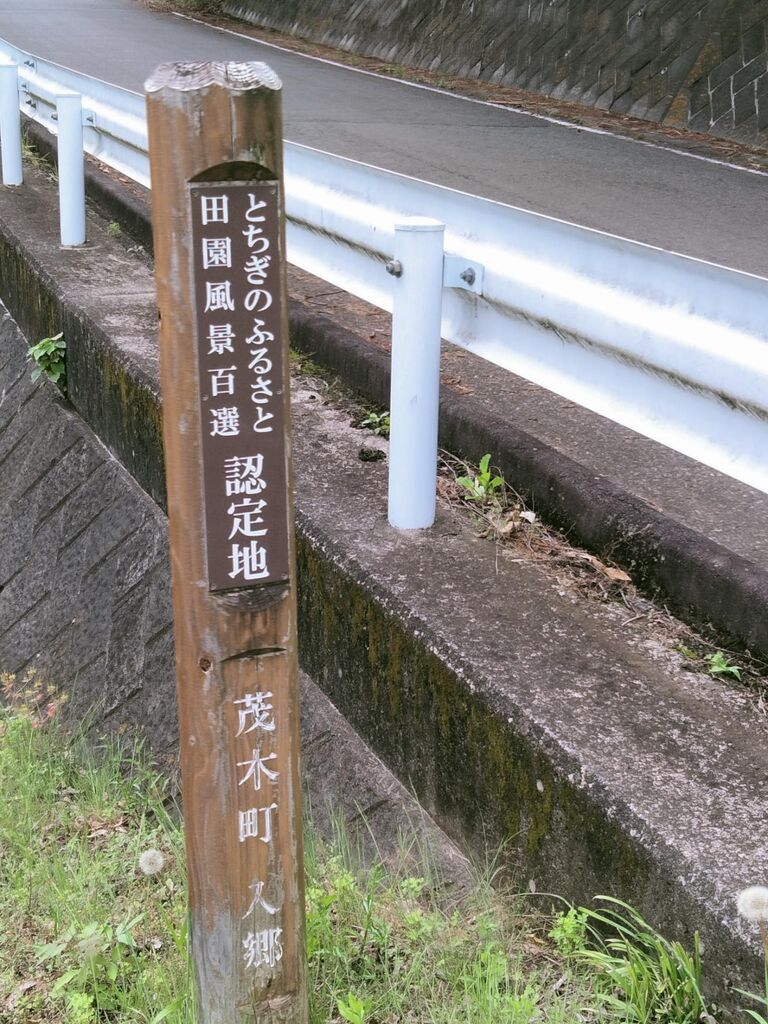 とちぎのふるさと
田園風景百選
認定地
茂木町
入郷